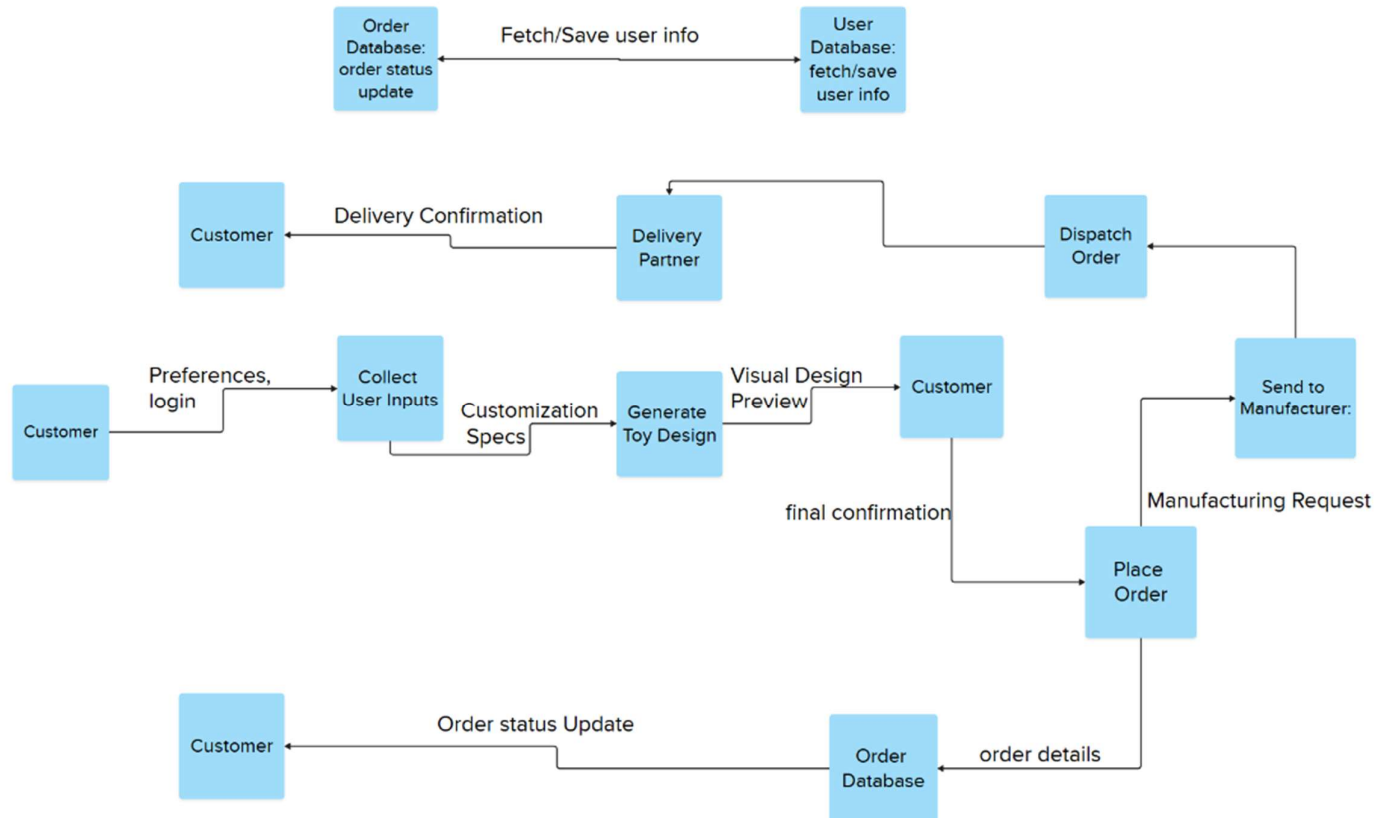 Order
Database:
order status
update
Fetch/Save user info
User
Database:
fetch/save
user info
Customer
Delivery Confirmation
Delivery
Partner
Dispatch
Order
Customer
Preferences,
login
Collect
User Inputs
Customization
Specs
Generate
Toy Design
Visual Design
Preview
Customer
Send to
Manufacturer:
final confirmation
Manufacturing Request
Place
Order
Customer
Order status Update
Order
Database
order details